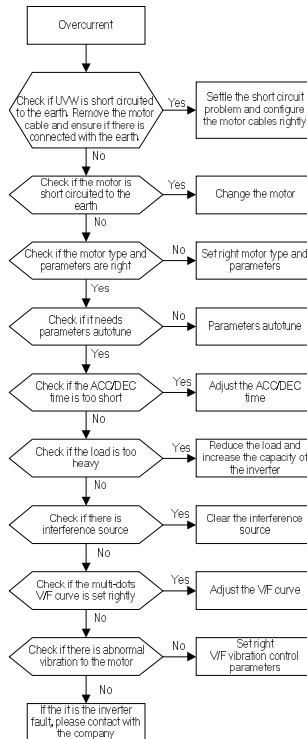 Overcurrent
Check if UVW is short circuited
to the earth. Remove the motor
cable and ensure if there is
connected with the earth.
Yes
Settle the short circuit
problem and configure
the motor cables rightly
No
Check if the motor is
short circuited to the
earth
Yes
Change the motor
No
Check if the motor type and
parameters are right
No
Set right motor type and
parameters
Yes
Check if it needs
parameters autotune
No
Parameters autotune
Yes
Check if the ACC/DEC
time is too short
Yes
Adjust the ACC/DEC
time
No
Check if the load is too
heavy
Yes
Reduce the load and
increase the capacity of
the inverter
No
Check if there is
interference source
Yes
Clear the interference
source
No
Check if the multi-dots
V/F curve is set rightly
Yes
Adjust the V/F curve
No
Check if there is abnormal
vibration to the motor
No
Set right
V/F vibration control
parameters
No
If the it is the inverter
fault, please contact with
the company